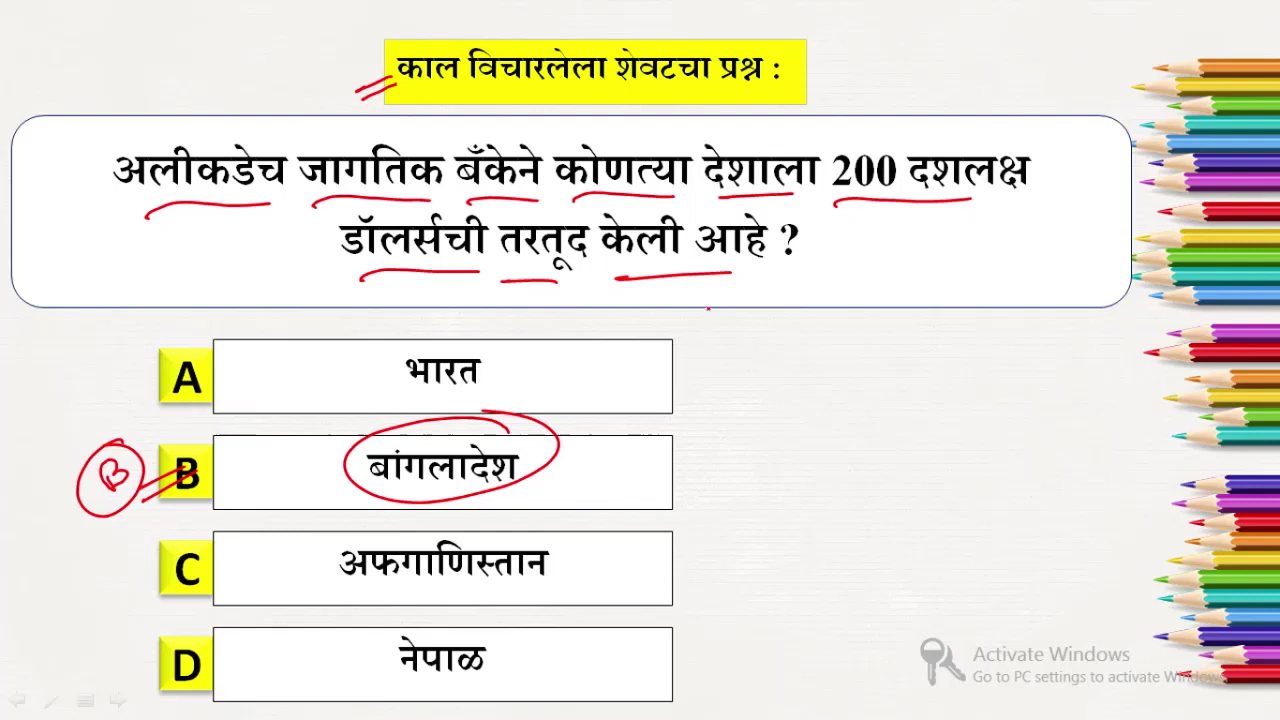 काल विचारलेला शेवटचा प्रश्न :
अलीकडेच जागतिक बँकेने कोणत्या देशाला 200 दशलक्ष
डॉलर्सची तरतूद केली आहे ?
A भारत
B B बांगलादेश
C अफगाणिस्तान
D नेपाळ
Activate Windows
Go to PC settings to activate Windows.